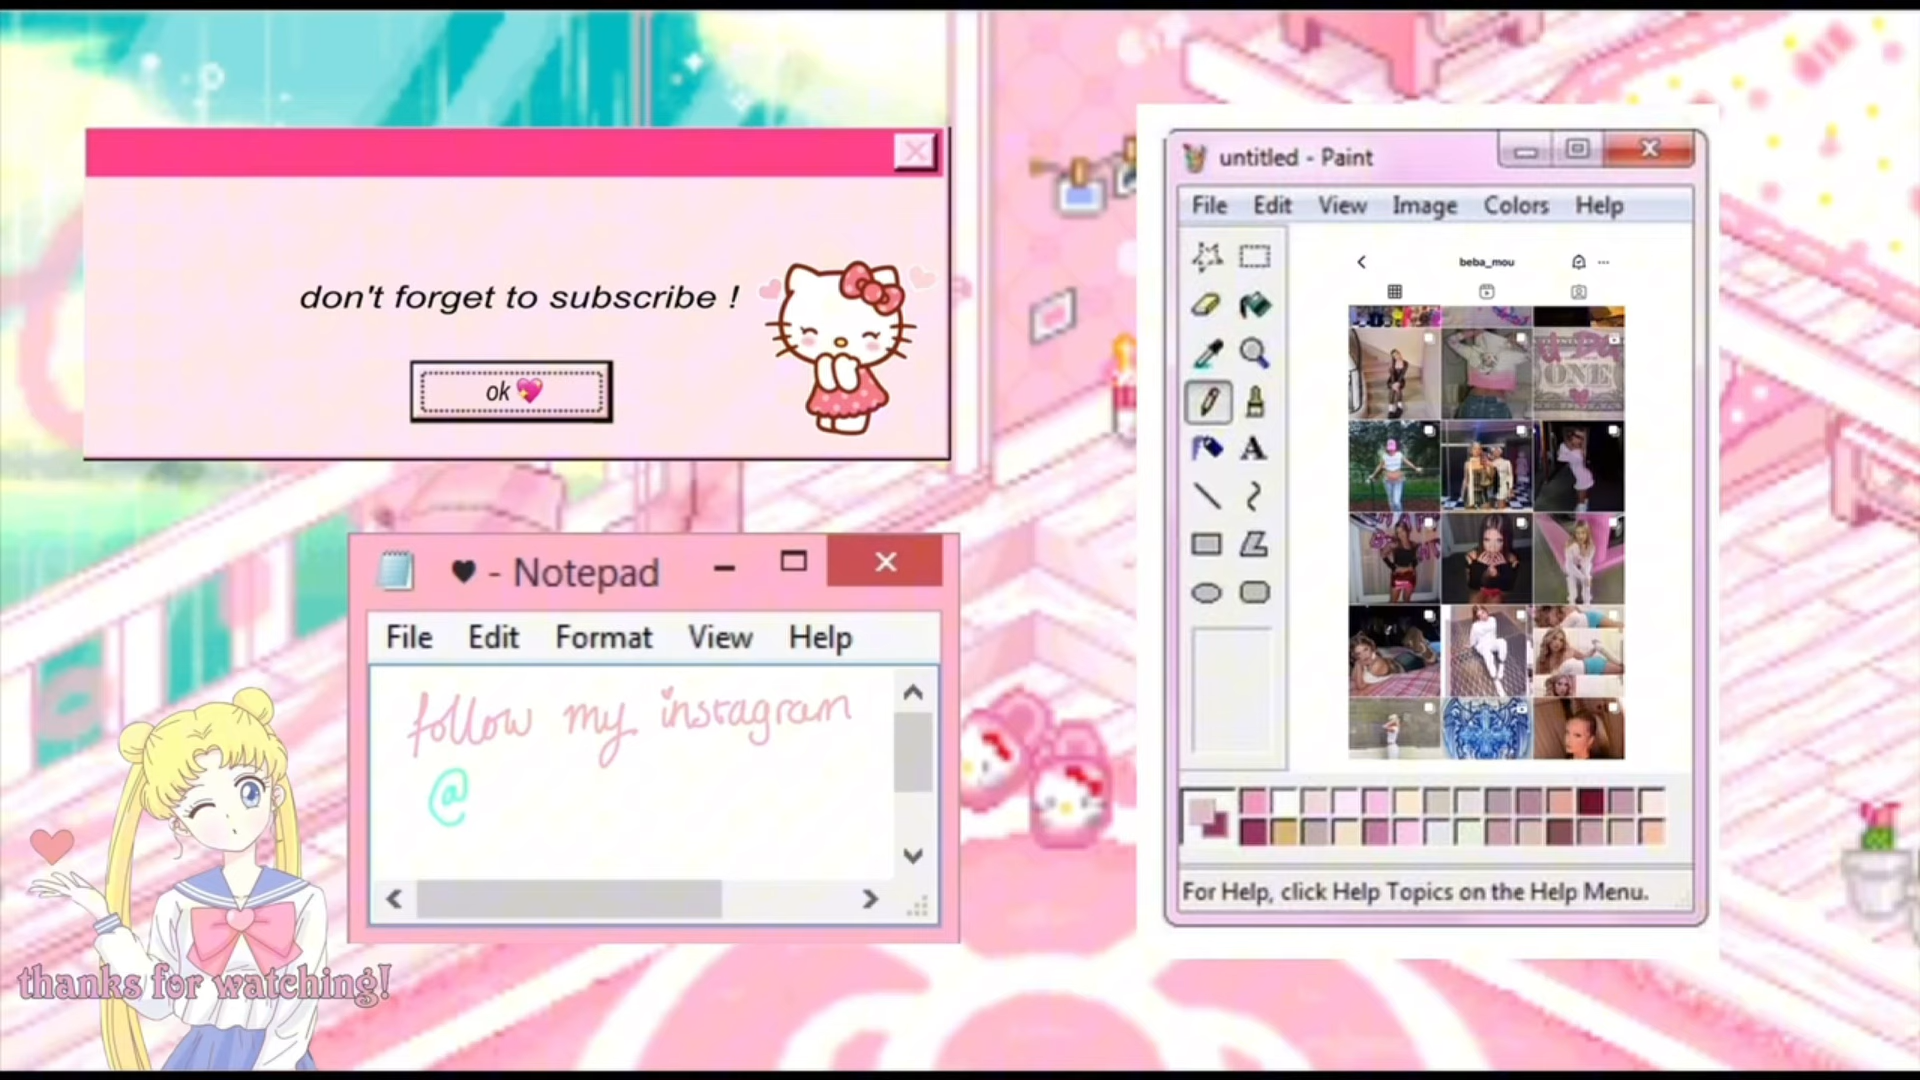 don't forget to subscribe !
ok 💖
♥ - Notepad
File Edit Format View Help
follow my instagram
@
thanks for watching!
untitled - Paint
File Edit View Image Colors Help
A
beba_mou
ONE
For Help, click Help Topics on the Help Menu.